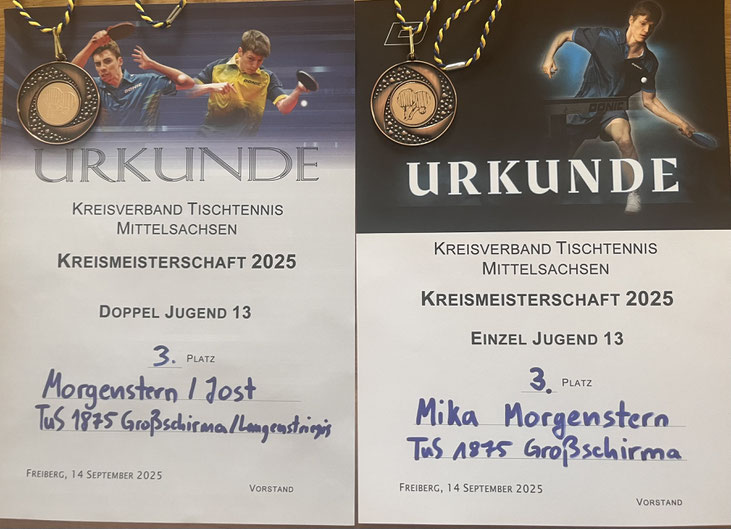 URKUNDE
KREISVERBAND TISCHTENNIS
MITTELSACHSEN
KREISMEISTERSCHAFT 2025
DOPPEL JUGEND 13
3. PLATZ
Morgenstern / Jost
TuS 1875 Großschirma/Langenstriegis
FREIBERG, 14 SEPTEMBER 2025
VORSTAND
DONIC
URKUNDE
KREISVERBAND TISCHTENNIS
MITTELSACHSEN
KREISMEISTERSCHAFT 2025
EINZEL JUGEND 13
3. PLATZ
Mika Morgenstern
TuS 1875 Großschirma
FREIBERG, 14 SEPTEMBER 2025
VORSTAND